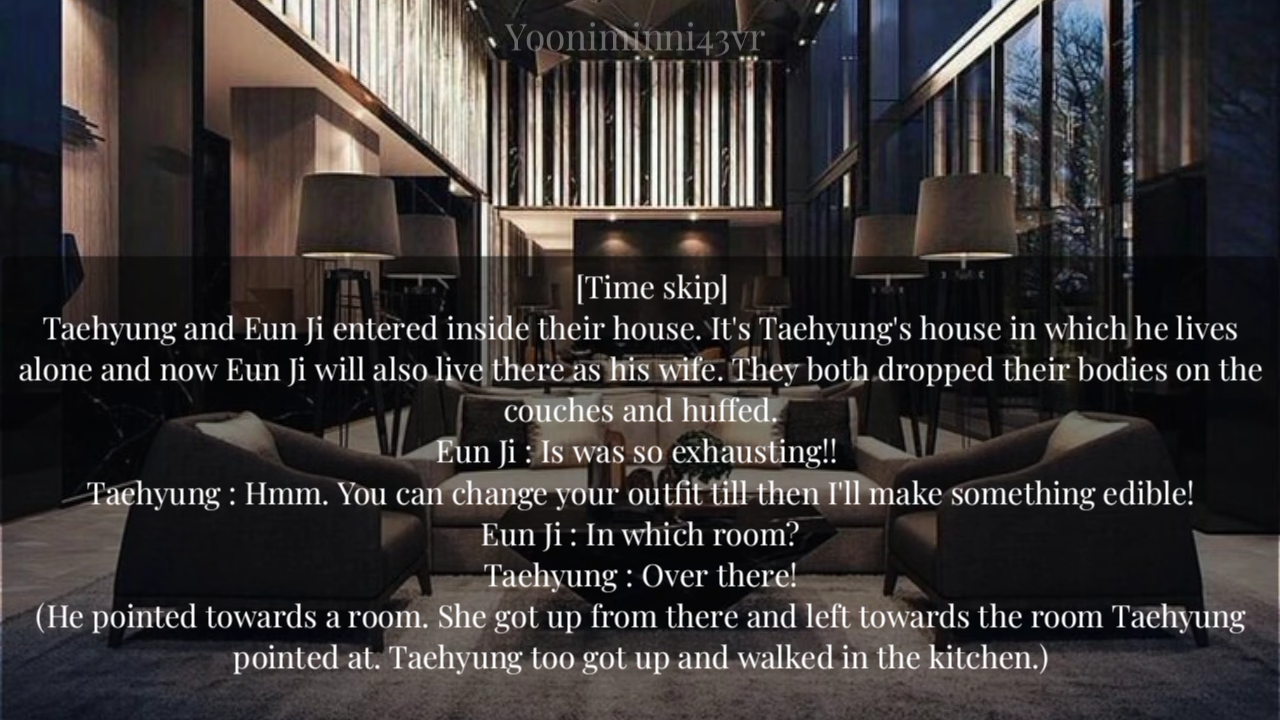 Yooniminni43vr
[Time skip]
Taehyung and Eun Ji entered inside their house. It's Taehyung's house in which he lives
alone and now Eun Ji will also live there as his wife. They both dropped their bodies on the
couches and huffed.
Eun Ji : Is was so exhausting!!
Taehyung : Hmm. You can change your outfit till then I'll make something edible!
Eun Ji : In which room?
Taehyung : Over there!
(He pointed towards a room. She got up from there and left towards the room Taehyung
pointed at. Taehyung too got up and walked in the kitchen.)